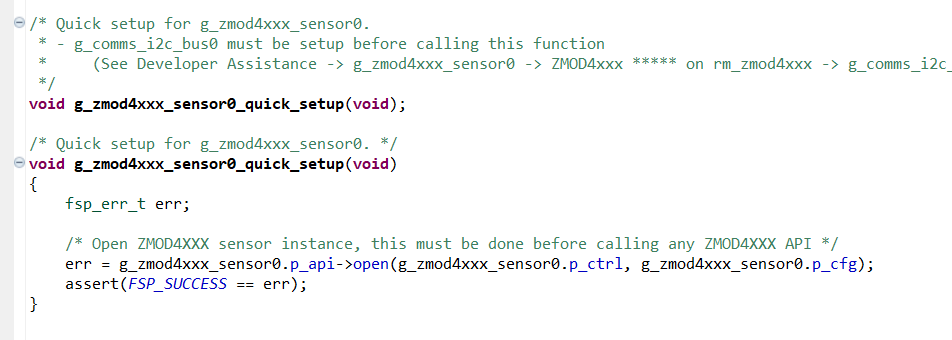 /* Quick setup for g_zmod4xxx_sensor0.
 * - g_comms_i2c_bus0 must be setup before calling this function
 *     (See Developer Assistance -> g_zmod4xxx_sensor0 -> ZMOD4xxx ***** on rm_zmod4xxx -> g_comms_i2c_
 */
void g_zmod4xxx_sensor0_quick_setup(void);
/* Quick setup for g_zmod4xxx_sensor0. */
void g_zmod4xxx_sensor0_quick_setup(void)
{
    fsp_err_t err;
    /* Open ZMOD4XXX sensor instance, this must be done before calling any ZMOD4XXX API */
    err = g_zmod4xxx_sensor0.p_api->open(g_zmod4xxx_sensor0.p_ctrl, g_zmod4xxx_sensor0.p_cfg);
    assert(FSP_SUCCESS == err);
}